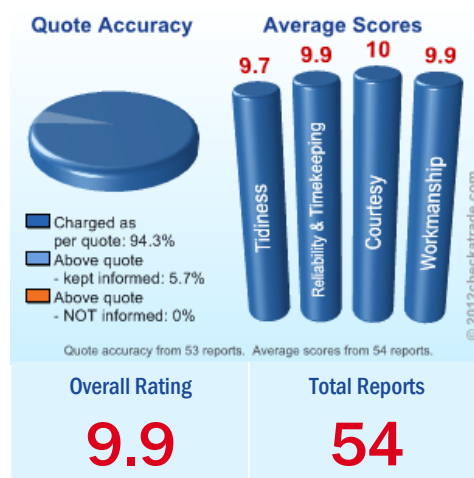 Quote Accuracy
Charged as
per quote: 94.3%
Above quote
- kept informed: 5.7%
Above quote
- NOT informed: 0%
Average Scores
9.7
9.9
10
9.9
Tidiness
Reliability & Timekeeping
Courtesy
Workmanship
© 2012checkatrade.com
Quote accuracy from 53 reports. Average scores from 54 reports.
Overall Rating
9.9
Total Reports
54